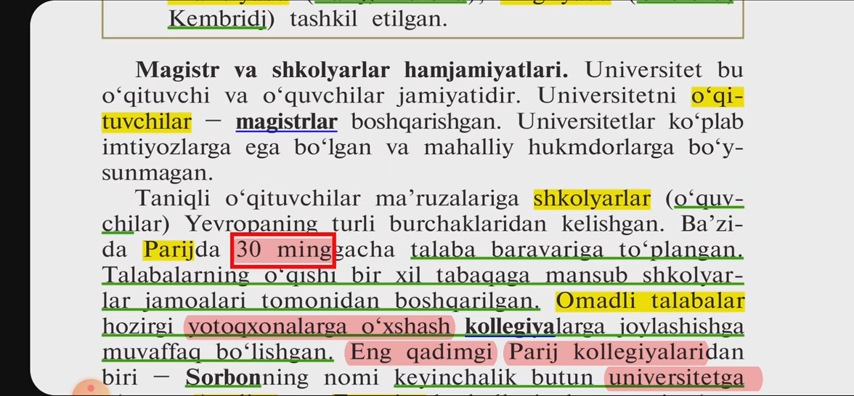 Kembridj) tashkil etilgan.
Magistr va shkolyarlar hamjamiyatlari. Universitet bu
o‘qituvchi va o‘quvchilar jamiyatidir. Universitetni o‘qi-
tuvchilar — magistrlar boshqarishgan. Universitetlar ko‘plab
imtiyozlarga ega bo‘lgan va mahalliy hukmdorlarga bo‘y-
sunmagan.
Taniqli o‘qituvchilar ma’ruzalariga shkolyarlar (o‘quv-
chilar) Yevropaning turli burchaklaridan kelishgan. Ba’zi-
da Parijda 30 minggacha talaba baravariga to‘plangan.
Talabalarning o‘qishi bir xil tabaqaga mansub shkolyar-
lar jamoalari tomonidan boshqarilgan. Omadli talabalar
hozirgi yotoqxonalarga o‘xshash kollegiyalarga joylashishga
muvaffaq bo‘lishgan. Eng qadimgi Parij kollegiyalaridan
biri — Sorbonning nomi keyinchalik butun universitetga